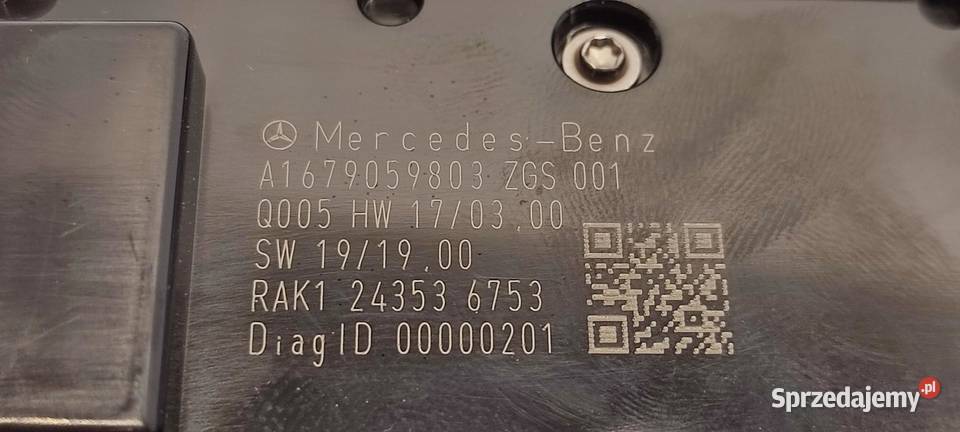 Mercedes-Benz
A1679059803 ZGS 001
Q005 HW 17/03.00
SW 19/19.00
RAK1 24353 6753
DiagID 00000201
Sprzedajemy.pl